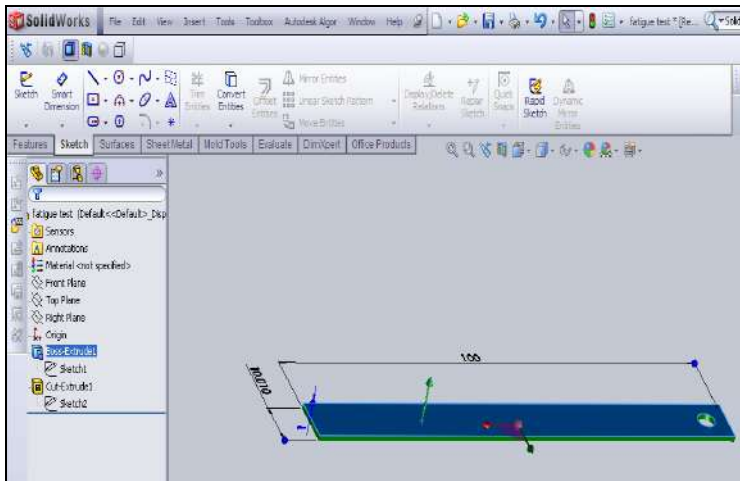 SolidWorks File Edit View Insert Tools Toolbox Autodesk Algor Window Help fatigue test * [Re... Solid
Sketch Smart Dimension Trim Entities Convert Entities Offset Entities Mirror Entities Linear Sketch Pattern Move Entities Display/Delete Relations Repair Sketch Quick Snaps Rapid Sketch Dynamic Mirror Entities
Features Sketch Surfaces Sheet Metal Mold Tools Evaluate DimXpert Office Products
fatigue test (Default<<Default>_Disp
Sensors
Annotations
Material <not specified>
Front Plane
Top Plane
Right Plane
Origin
Boss-Extrude1
Sketch1
Cut-Extrude1
Sketch2
100